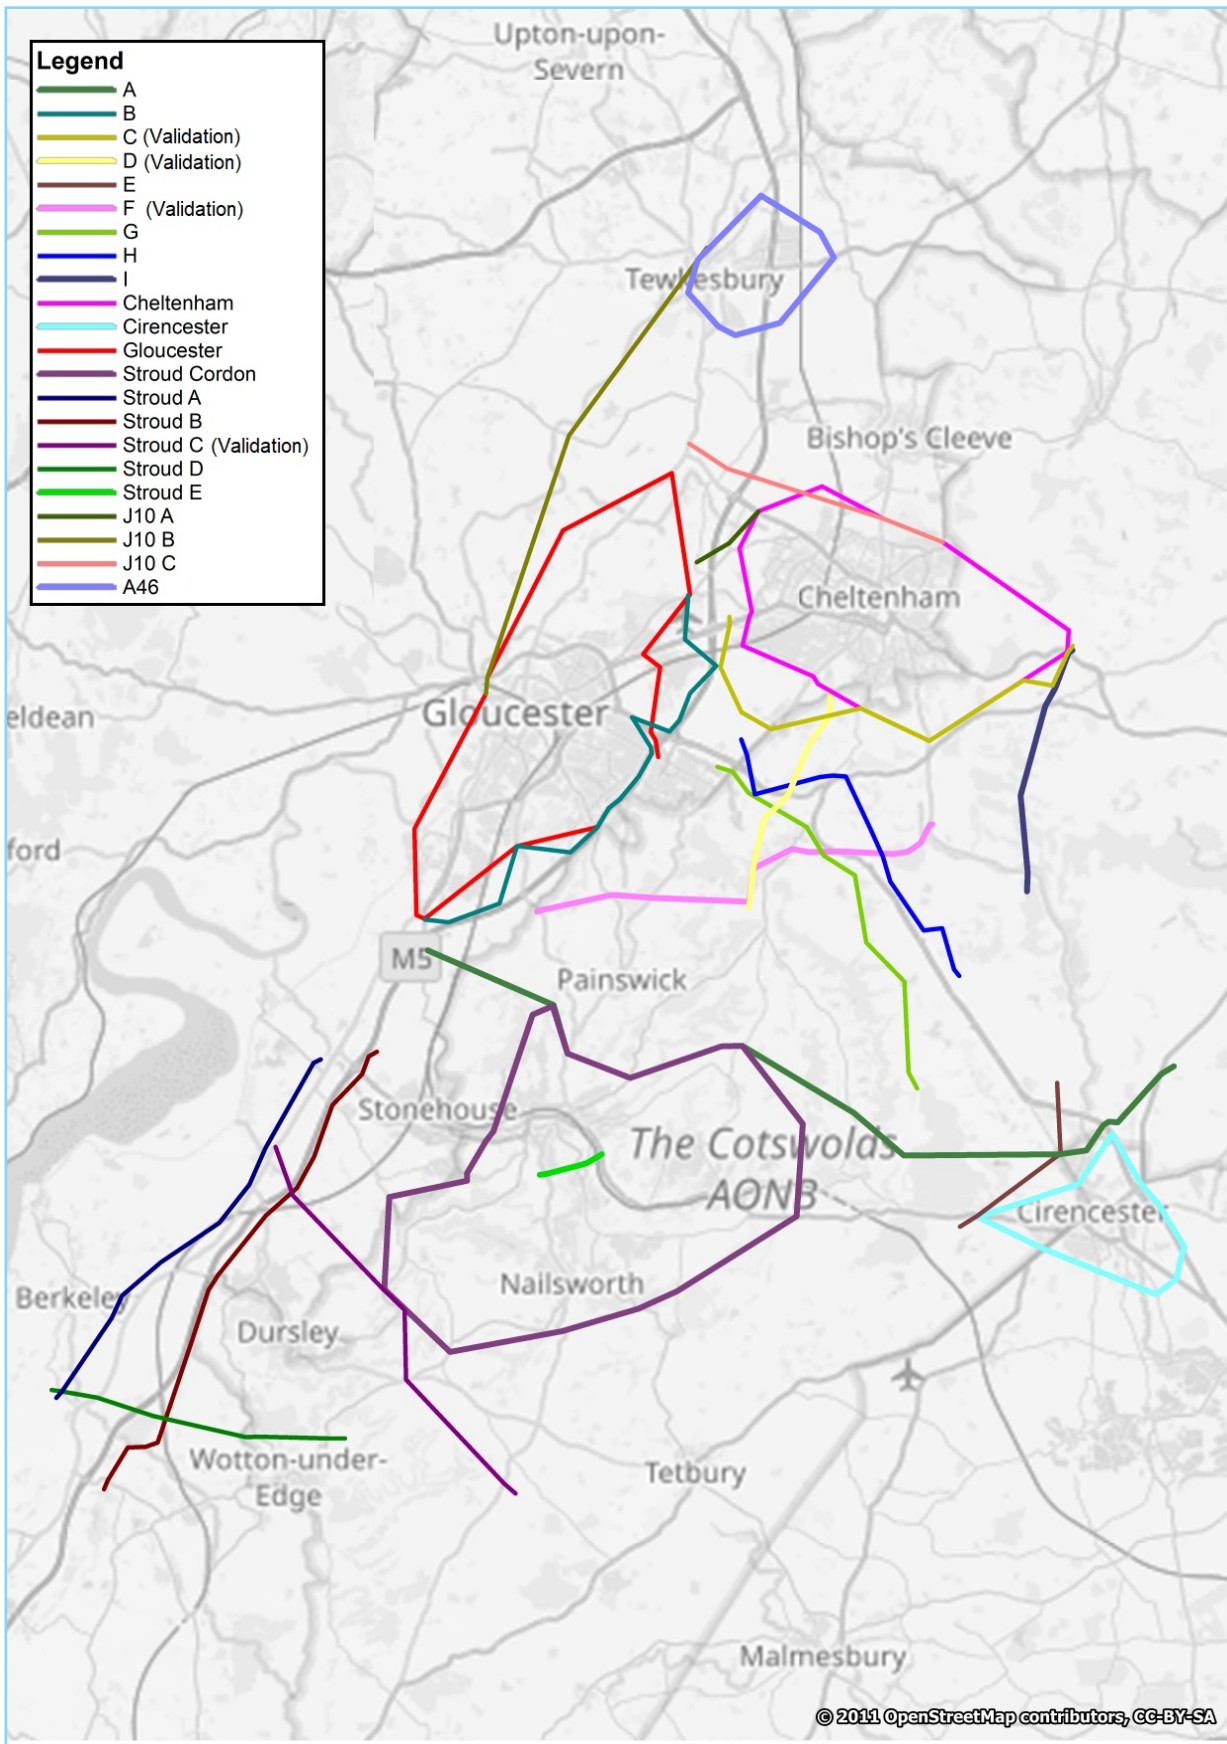 Upton-upon-
Severn
Legend
A
B
C (Validation)
D (Validation)
E
F (Validation)
G
H
I
Cheltenham
Cirencester
Gloucester
Stroud Cordon
Stroud A
Stroud B
Stroud C (Validation)
Stroud D
Stroud E
J10 A
J10 B
J10 C
A46
Tewkesbury
Bishop's Cleeve
Cheltenham
eldean
Gloucester
ford
M5
Painswick
Stonehouse
The Cotswolds
AONB
Cirencester
Nailsworth
Berkeley
Dursley
Wotton-under-
Edge
Tetbury
Malmesbury
© 2011 OpenStreetMap contributors, CC-BY-SA